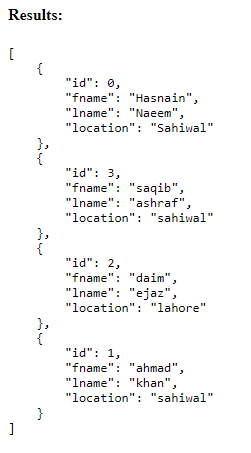 Results:
[
    {
        "id": 0,
        "fname": "Hasnain",
        "lname": "Naeem",
        "location": "Sahiwal"
    },
    {
        "id": 3,
        "fname": "saqib",
        "lname": "ashraf",
        "location": "sahiwal"
    },
    {
        "id": 2,
        "fname": "daim",
        "lname": "ejaz",
        "location": "lahore"
    },
    {
        "id": 1,
        "fname": "ahmad",
        "lname": "khan",
        "location": "sahiwal"
    }
]